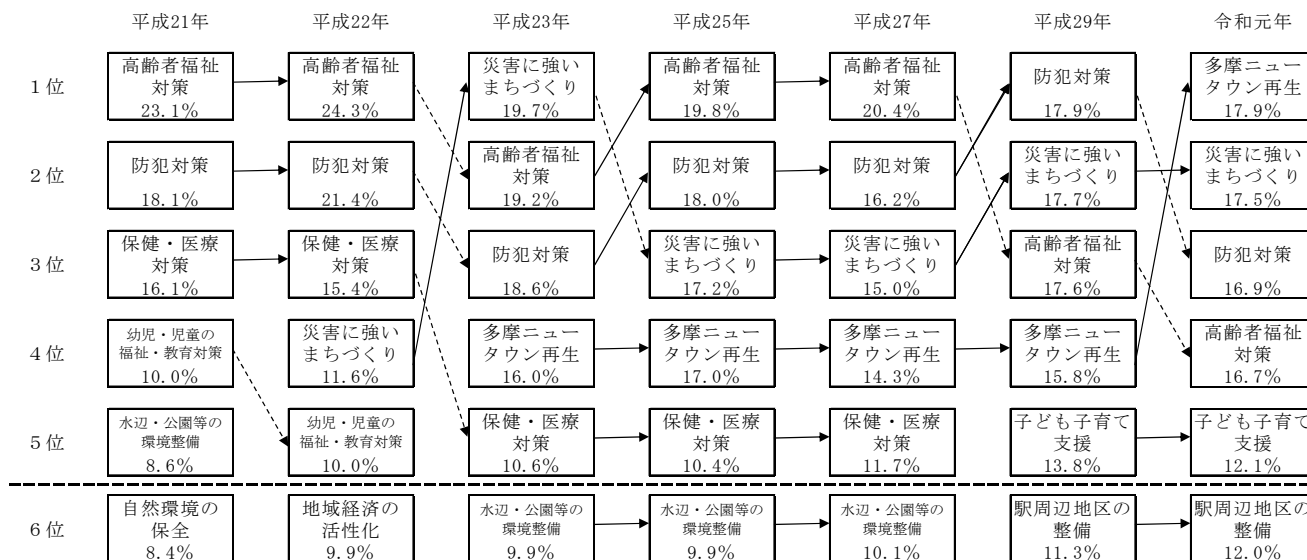 平成21年 平成22年 平成23年 平成25年 平成27年 平成29年 令和元年
1位
高齢者福祉
対策
23.1%
高齢者福祉
対策
24.3%
災害に強い
まちづくり
19.7%
高齢者福祉
対策
19.8%
高齢者福祉
対策
20.4%
防犯対策
17.9%
多摩ニュー
タウン再生
17.9%
2位
防犯対策
18.1%
防犯対策
21.4%
高齢者福祉
対策
19.2%
防犯対策
18.0%
防犯対策
16.2%
災害に強い
まちづくり
17.7%
災害に強い
まちづくり
17.5%
3位
保健・医療
対策
16.1%
保健・医療
対策
15.4%
防犯対策
18.6%
災害に強い
まちづくり
17.2%
災害に強い
まちづくり
15.0%
高齢者福祉
対策
17.6%
防犯対策
16.9%
4位
幼児・児童の
福祉・教育対策
10.0%
災害に強い
まちづくり
11.6%
多摩ニュー
タウン再生
16.0%
多摩ニュー
タウン再生
17.0%
多摩ニュー
タウン再生
14.3%
多摩ニュー
タウン再生
15.8%
高齢者福祉
対策
16.7%
5位
水辺・公園等の
環境整備
8.6%
幼児・児童の
福祉・教育対策
10.0%
保健・医療
対策
10.6%
保健・医療
対策
10.4%
保健・医療
対策
11.7%
子ども子育て
支援
13.8%
子ども子育て
支援
12.1%
6位
自然環境の
保全
8.4%
地域経済の
活性化
9.9%
水辺・公園等の
環境整備
9.9%
水辺・公園等の
環境整備
9.9%
水辺・公園等の
環境整備
10.1%
駅周辺地区の
整備
11.3%
駅周辺地区の
整備
12.0%